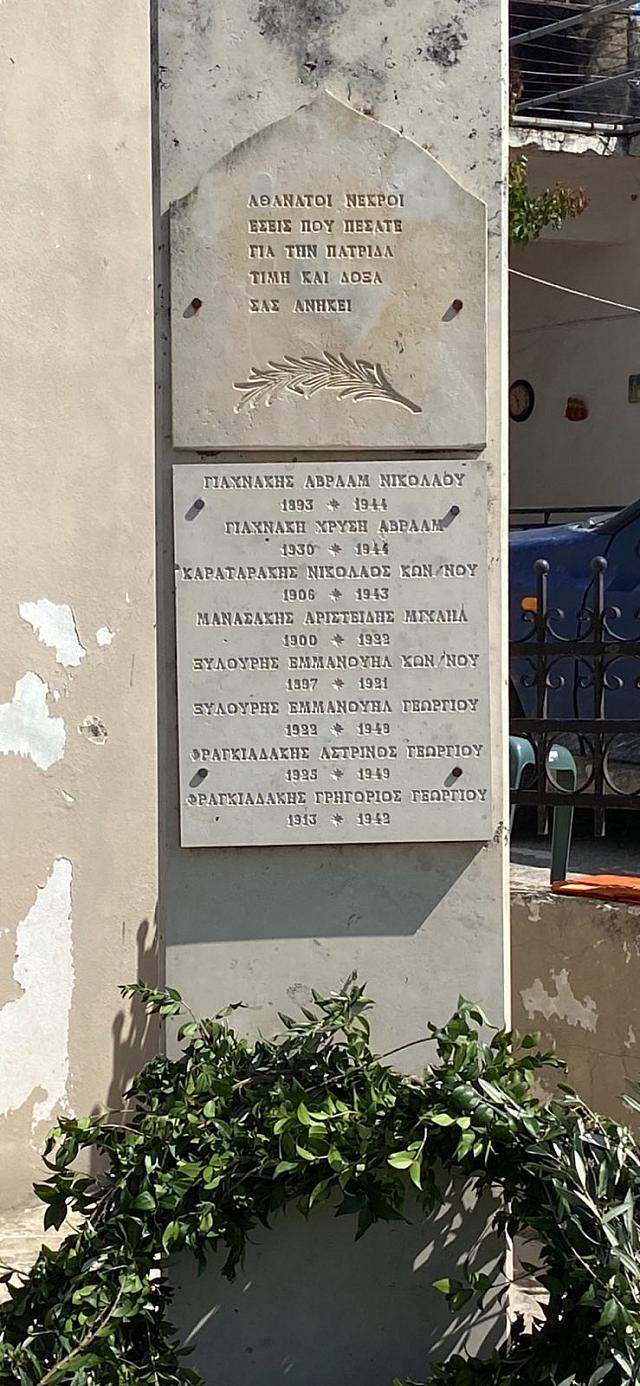 ΑΘΑΝΑΤΟΙ ΝΕΚΡΟΙ
ΕΣΕΙΣ ΠΟΥ ΠΕΣΑΤΕ
ΓΙΑ ΤΗΝ ΠΑΤΡΙΔΑ
ΤΙΜΗ ΚΑΙ ΔΟΞΑ
ΣΑΣ ΑΝΗΚΕΙ
ΓΙΑΧΝΑΚΗΣ ΑΒΡΑΑΜ ΝΙΚΟΛΑΟΥ
1893 * 1944
ΓΙΑΧΝΑΚΗ ΧΡΥΣΗ ΑΒΡΑΑΜ
1930 * 1944
ΚΑΡΑΤΑΡΑΚΗΣ ΝΙΚΟΛΑΟΣ ΚΩΝ/ΝΟΥ
1906 * 1943
ΜΑΝΑΣΑΚΗΣ ΑΡΙΣΤΕΙΔΗΣ ΜΙΧΑΗΛ
1900 * 1922
ΞΥΛΟΥΡΗΣ ΕΜΜΑΝΟΥΗΛ ΚΩΝ/ΝΟΥ
1897 * 1921
ΞΥΛΟΥΡΗΣ ΕΜΜΑΝΟΥΗΛ ΓΕΩΡΓΙΟΥ
1922 * 1948
ΦΡΑΓΚΙΑΔΑΚΗΣ ΑΣΤΡΙΝΟΣ ΓΕΩΡΓΙΟΥ
1925 * 1949
ΦΡΑΓΚΙΑΔΑΚΗΣ ΓΡΗΓΟΡΙΟΣ ΓΕΩΡΓΙΟΥ
1913 * 1942